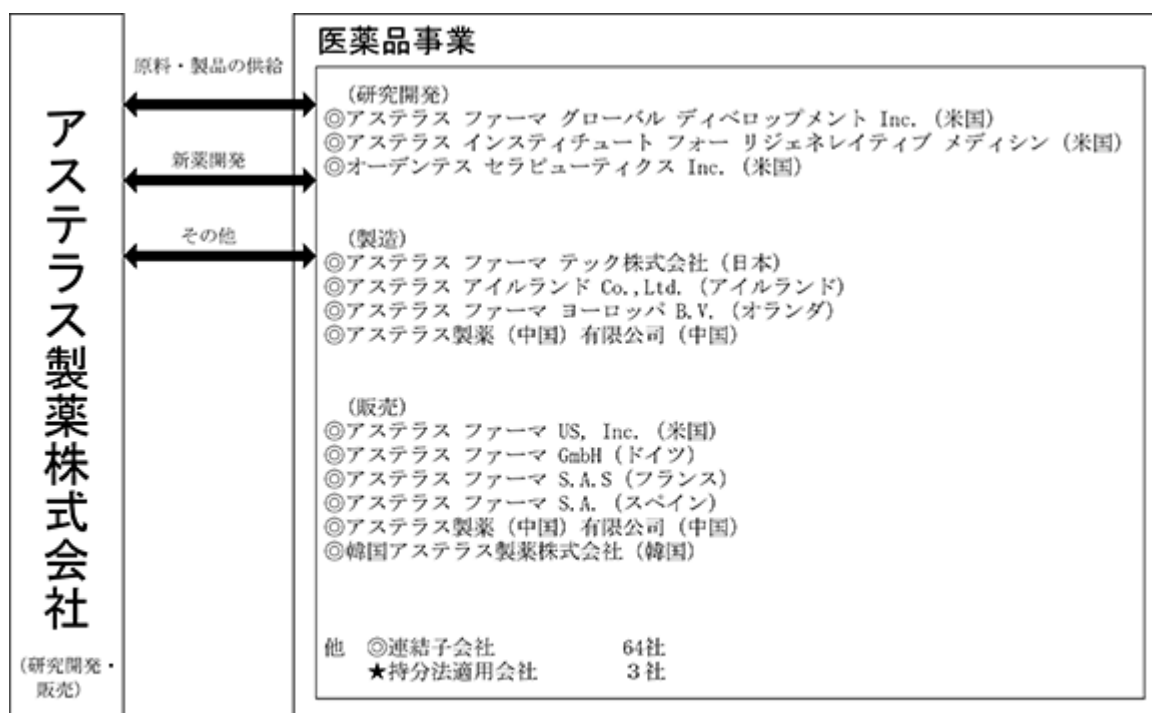 アステラス製薬株式会社
(研究開発・
販売)
原料・製品の供給
新薬開発
その他
医薬品事業
(研究開発)
◎アステラス ファーマ グローバル ディベロップメント Inc. (米国)
◎アステラス インスティチュート フォー リジェネレイティブ メディシン (米国)
◎オーデンテス セラピューティクス Inc. (米国)
(製造)
◎アステラス ファーマ テック株式会社 (日本)
◎アステラス アイルランド Co.,Ltd. (アイルランド)
◎アステラス ファーマ ヨーロッパ B.V. (オランダ)
◎アステラス製薬 (中国) 有限公司 (中国)
(販売)
◎アステラス ファーマ US, Inc. (米国)
◎アステラス ファーマ GmbH (ドイツ)
◎アステラス ファーマ S.A.S (フランス)
◎アステラス ファーマ S.A. (スペイン)
◎アステラス製薬 (中国) 有限公司 (中国)
◎韓国アステラス製薬株式会社 (韓国)
他 ◎連結子会社 64社
★持分法適用会社 3社